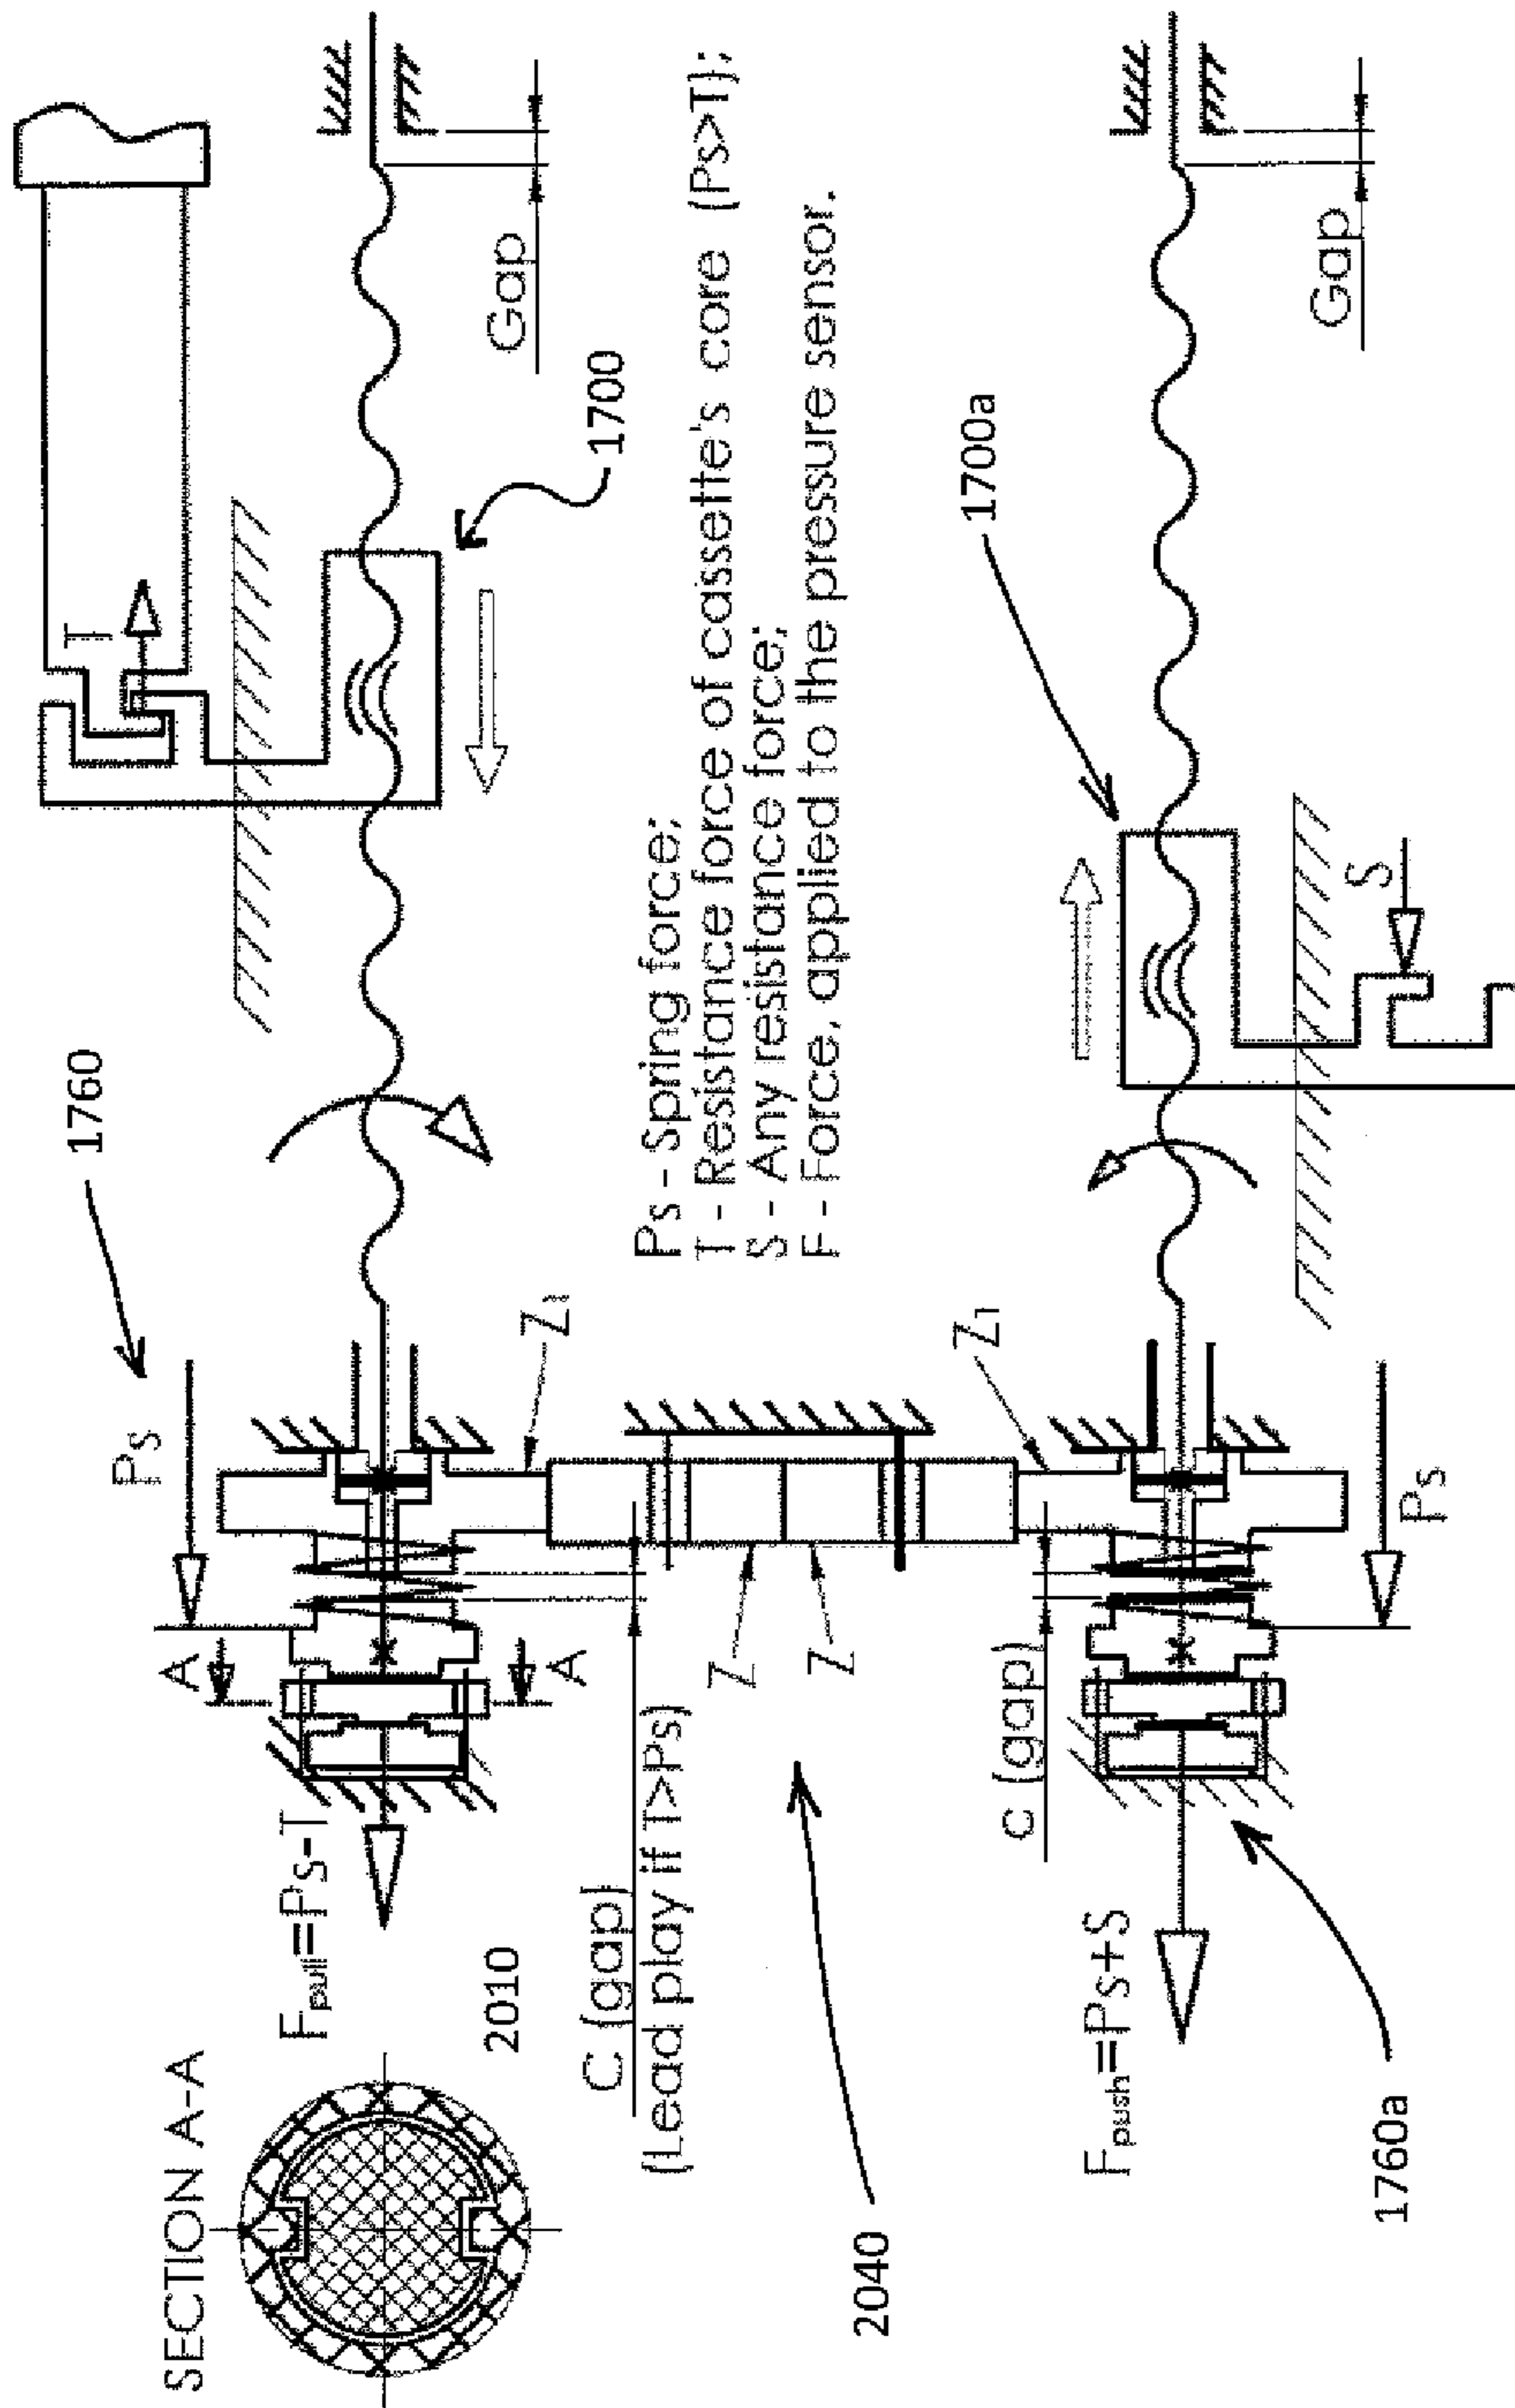 SECTION A-A
F pull=Ps-T
2010
A
A
Ps
1760
T
Gap
1700
C (gap)
(Lead play if T>Ps)
Z1
Z
Z
2040
Ps - Spring force;
T - Resistance force of cassette's core (Ps>T);
S - Any resistance force;
F - Force, applied to the pressure sensor.
1700a
Z1
C (gap)
F push=Ps+S
1760a
Ps
S
Gap